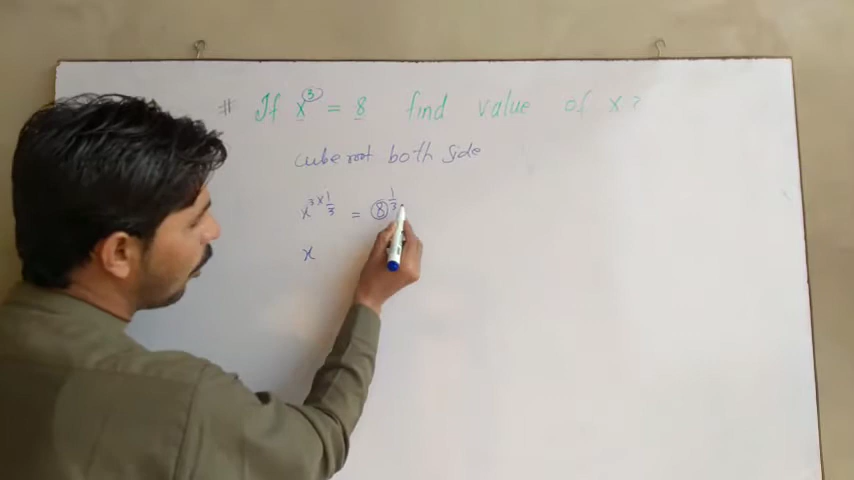 # If x³ = 8 find value of x?
cube root both side
x^{3×1/3} = 8^{1/3}
x